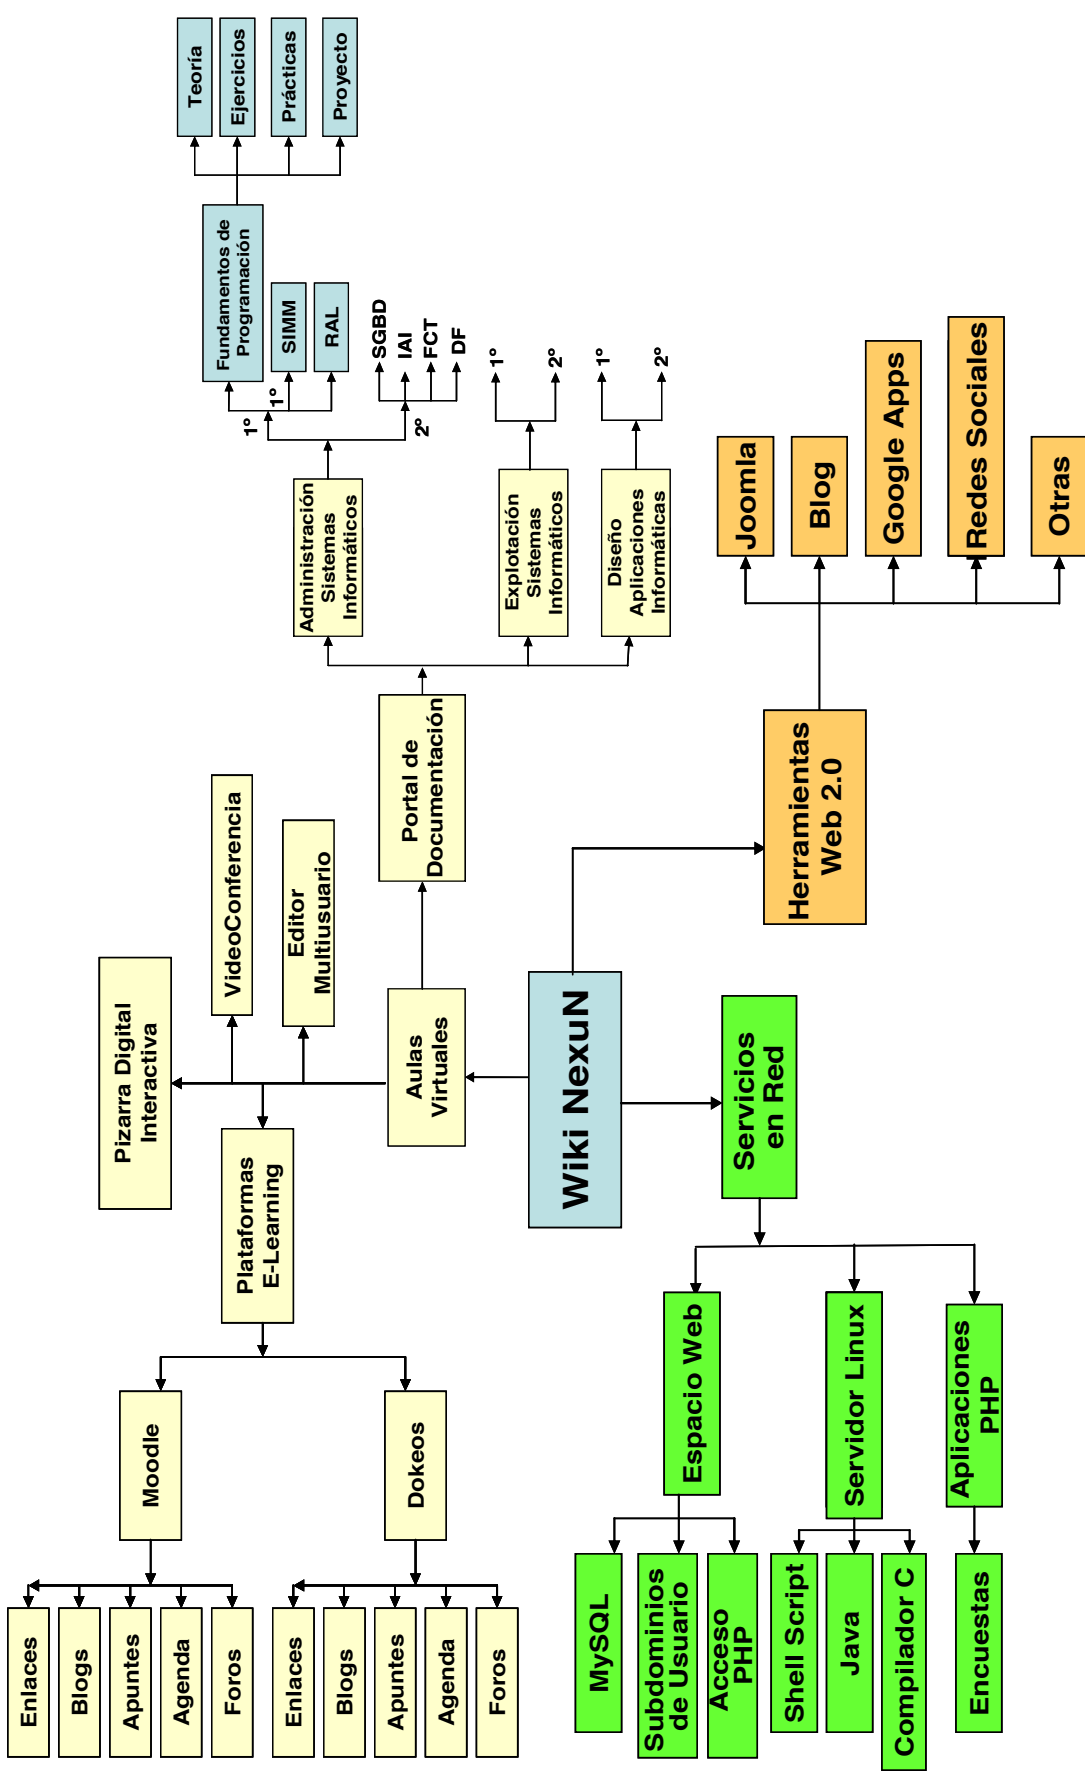 Teoría
Ejercicios
Prácticas
Proyecto
Fundamentos de
Programación
SIMM
RAL
1º
1º
2º
SGBD
IAI
FCT
DF
1º
2º
1º
2º
Administración
Sistemas
Informáticos
Explotación
Sistemas
Informáticos
Diseño
Aplicaciones
Informáticas
Portal de
Documentación
Joomla
Blog
Google Apps
Redes Sociales
Otras
Herramientas
Web 2.0
Pizarra Digital
Interactiva
VideoConferencia
Editor
Multiusuario
Aulas
Virtuales
Wiki NexuN
Servicios
en Red
Plataformas
E-Learning
Moodle
Dokeos
Enlaces
Blogs
Apuntes
Agenda
Foros
Enlaces
Blogs
Apuntes
Agenda
Foros
Espacio Web
Servidor Linux
Aplicaciones
PHP
MySQL
Subdominios
de Usuario
Acceso
PHP
Shell Script
Java
Compilador C
Encuestas